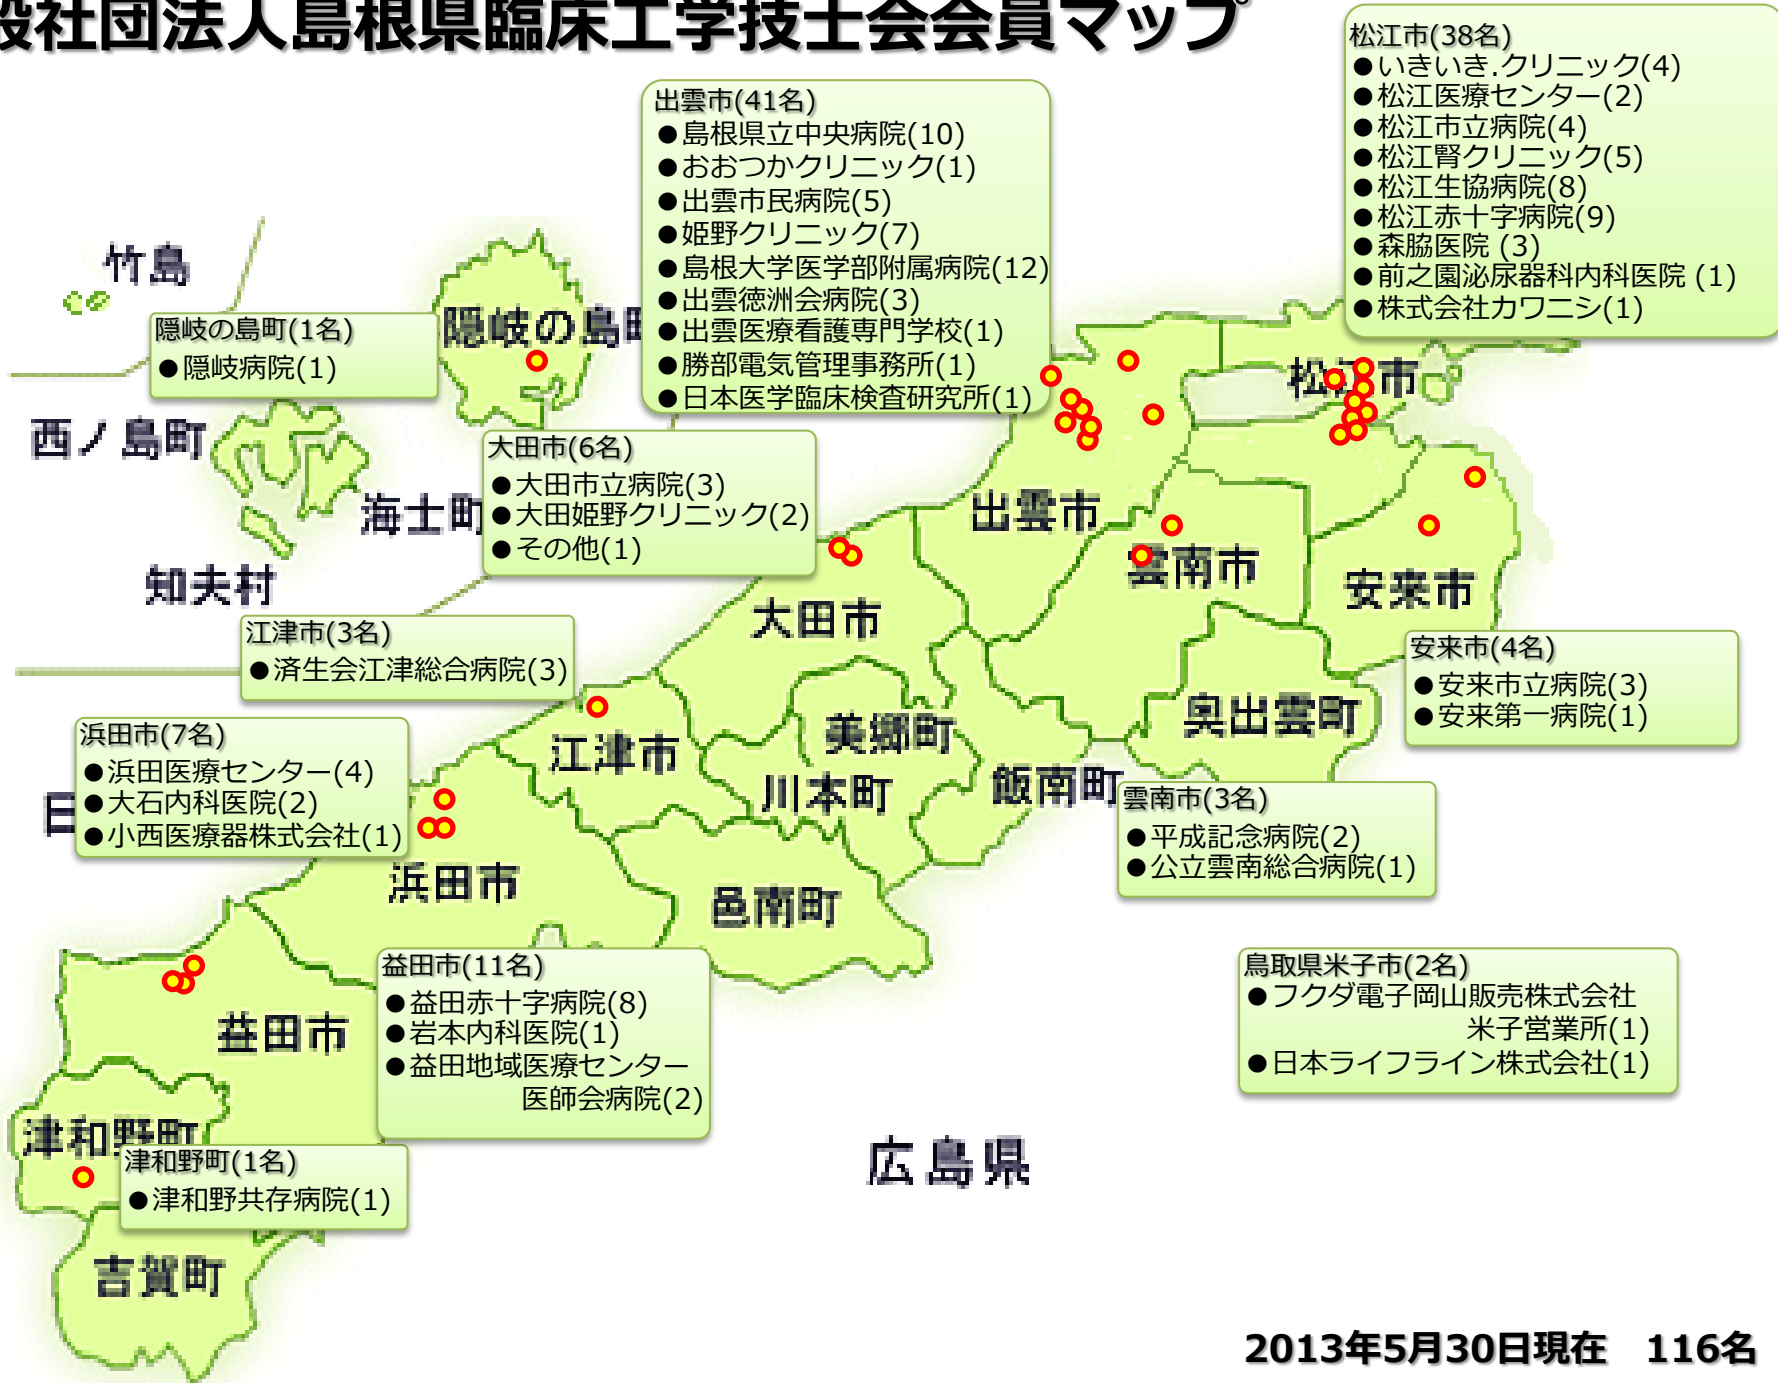 般社団法人島根県臨床工学技士会会員マップ
松江市(38名)
●いきいき.クリニック(4)
●松江医療センター(2)
●松江市立病院(4)
●松江腎クリニック(5)
●松江生協病院(8)
●松江赤十字病院(9)
●森脇医院 (3)
●前之園泌尿器科内科医院 (1)
●株式会社カワニシ(1)
出雲市(41名)
●島根県立中央病院(10)
●おおつかクリニック(1)
●出雲市民病院(5)
●姫野クリニック(7)
●島根大学医学部附属病院(12)
●出雲徳洲会病院(3)
●出雲医療看護専門学校(1)
●勝部電気管理事務所(1)
●日本医学臨床検査研究所(1)
竹島
隠岐の島町
隠岐の島町(1名)
●隠岐病院(1)
松江市
西ノ島町
海士町
知夫村
大田市(6名)
●大田市立病院(3)
●大田姫野クリニック(2)
●その他(1)
出雲市
雲南市
安来市
大田市
江津市(3名)
●済生会江津総合病院(3)
安来市(4名)
●安来市立病院(3)
●安来第一病院(1)
奥出雲町
美郷町
江津市
川本町
飯南町
浜田市(7名)
●浜田医療センター(4)
●大石内科医院(2)
●小西医療器株式会社(1)
日
雲南市(3名)
●平成記念病院(2)
●公立雲南総合病院(1)
浜田市
邑南町
益田市(11名)
●益田赤十字病院(8)
●岩本内科医院(1)
●益田地域医療センター
医師会病院(2)
鳥取県米子市(2名)
●フクダ電子岡山販売株式会社
米子営業所(1)
●日本ライフライン株式会社(1)
益田市
津和野町
津和野町(1名)
●津和野共存病院(1)
広島県
吉賀町
2013年5月30日現在　116名